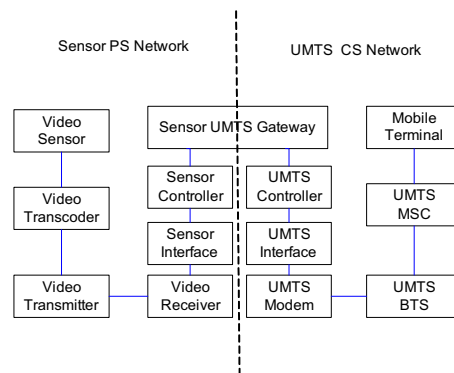 Sensor PS Network
UMTS CS Network
Video
Sensor
Sensor UMTS Gateway
Mobile
Terminal
Video
Transcoder
Sensor
Controller
UMTS
Controller
UMTS
MSC
Sensor
Interface
UMTS
Interface
Video
Transmitter
Video
Receiver
UMTS
Modem
UMTS
BTS